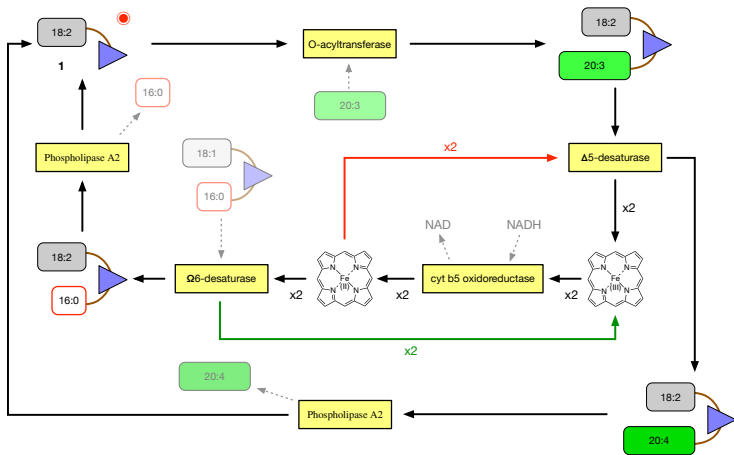 18:2
1
O-acyltransferase
18:2
20:3
16:0
20:3
Phospholipase A2
18:1
16:0
x2
Δ5-desaturase
x2
NAD
NADH
18:2
16:0
Ω6-desaturase
x2
Fe
(II)
N
N
N
N
x2
cyt b5 oxidoreductase
x2
Fe
(III)
N
N
N
N
x2
20:4
Phospholipase A2
18:2
20:4